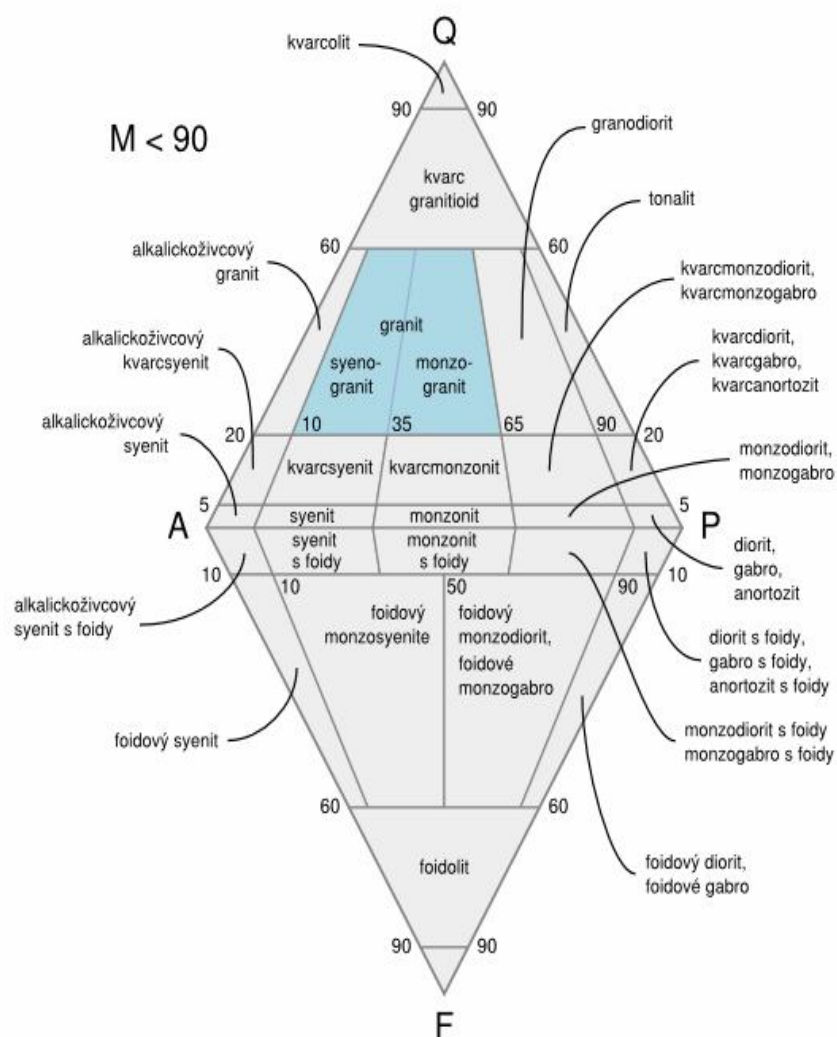 Q
kvarcolit
90
90
M < 90
granodiorit
kvarc
granitioid
tonalit
60
60
alkalickoživcový
granit
kvarcmonzodiorit,
kvarcmonzogabro
granit
alkalickoživcový
kvarcsyenit
syeno-
granit
monzo-
granit
kvarcdiorit,
kvarcgabro,
kvarcanortozit
alkalickoživcový
syenit
20
10
35
65
90
20
kvarcsyenit
kvarcmonzonit
monzodiorit,
monzogabro
5
5
A
syenit
monzonit
P
syenit
s foidy
monzonit
s foidy
diorit,
gabro,
anortozit
10
10
50
90
10
alkalickoživcový
syenit s foidy
foidový
monzosyenite
foidový
monzodiorit,
foidové
monzogabro
diorit s foidy,
gabro s foidy,
anortozit s foidy
foidový syenit
monzodiorit s foidy
monzogabro s foidy
60
60
foidolit
foidový diorit,
foidové gabro
90
90
F